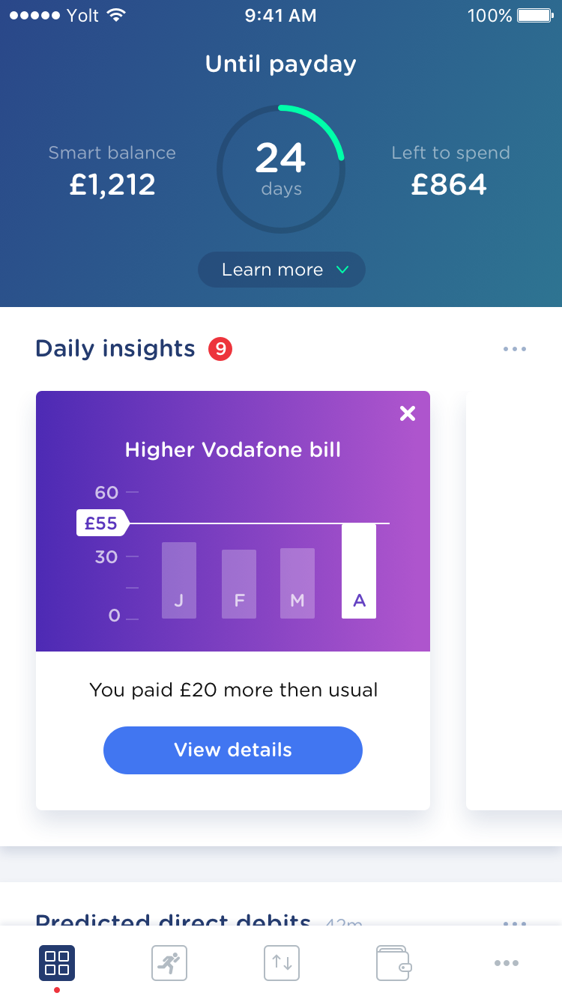 Yolt 9:41 AM 100%
Until payday
Smart balance
£1,212
24
days
Left to spend
£864
Learn more
Daily insights 9
Higher Vodafone bill
60
£55
30
0
J F M A
You paid £20 more then usual
View details
Predicted direct debits 42m